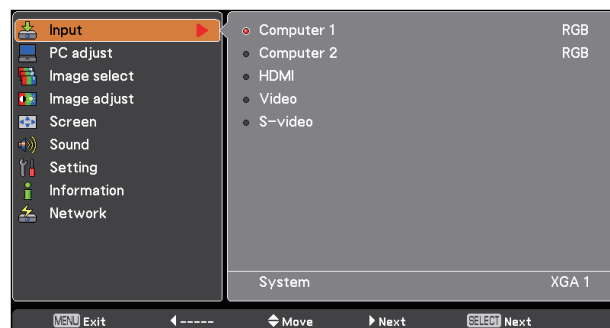 Input
PC adjust
Image select
Image adjust
Screen
Sound
Setting
Information
Network
Computer 1 RGB
Computer 2 RGB
HDMI
Video
S-video
System XGA 1
MENU Exit ◀----- ◆Move ▶Next SELECT Next